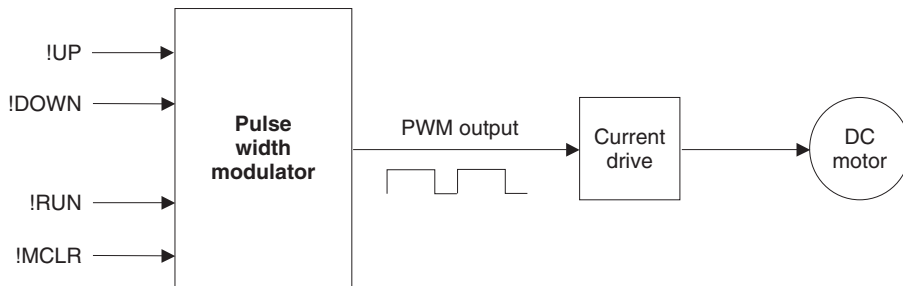 !UP
!DOWN
!RUN
!MCLR
Pulse
width
modulator
PWM output
Current
drive
DC
motor